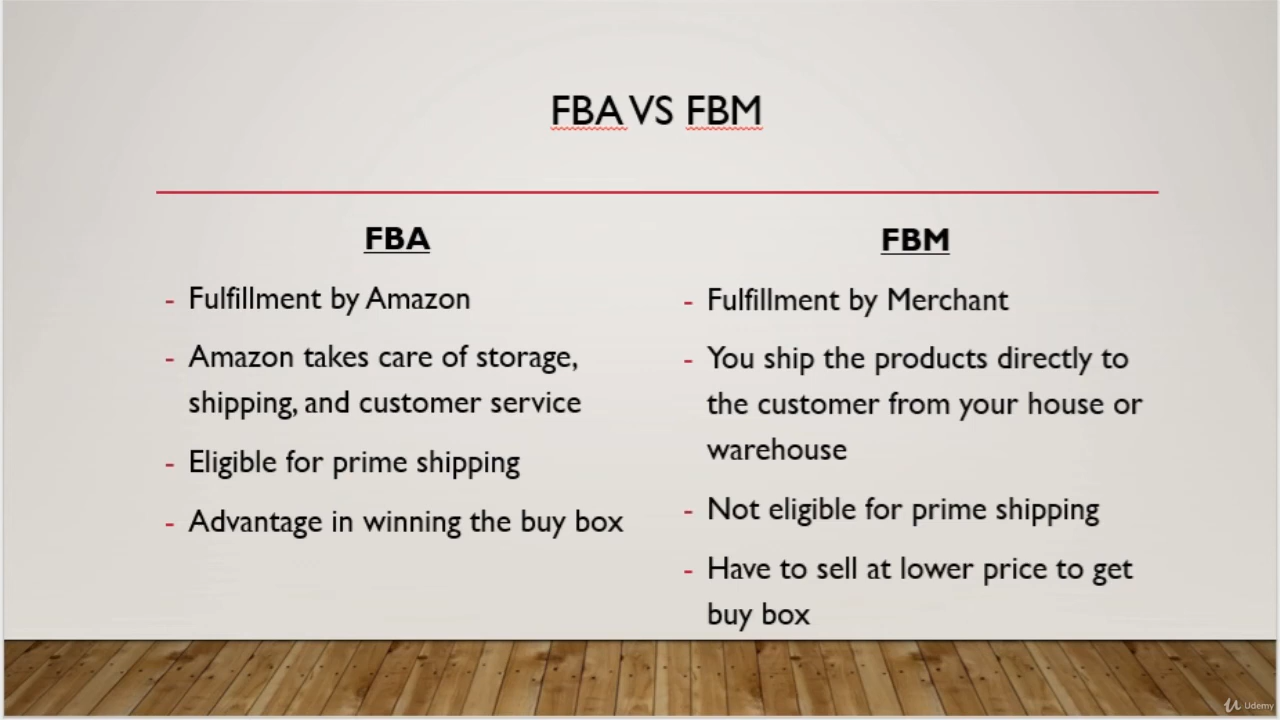 FBA VS FBM
FBA
- Fulfillment by Amazon
- Amazon takes care of storage,
shipping, and customer service
- Eligible for prime shipping
- Advantage in winning the buy box
FBM
- Fulfillment by Merchant
- You ship the products directly to
the customer from your house or
warehouse
- Not eligible for prime shipping
- Have to sell at lower price to get
buy box
Udemy